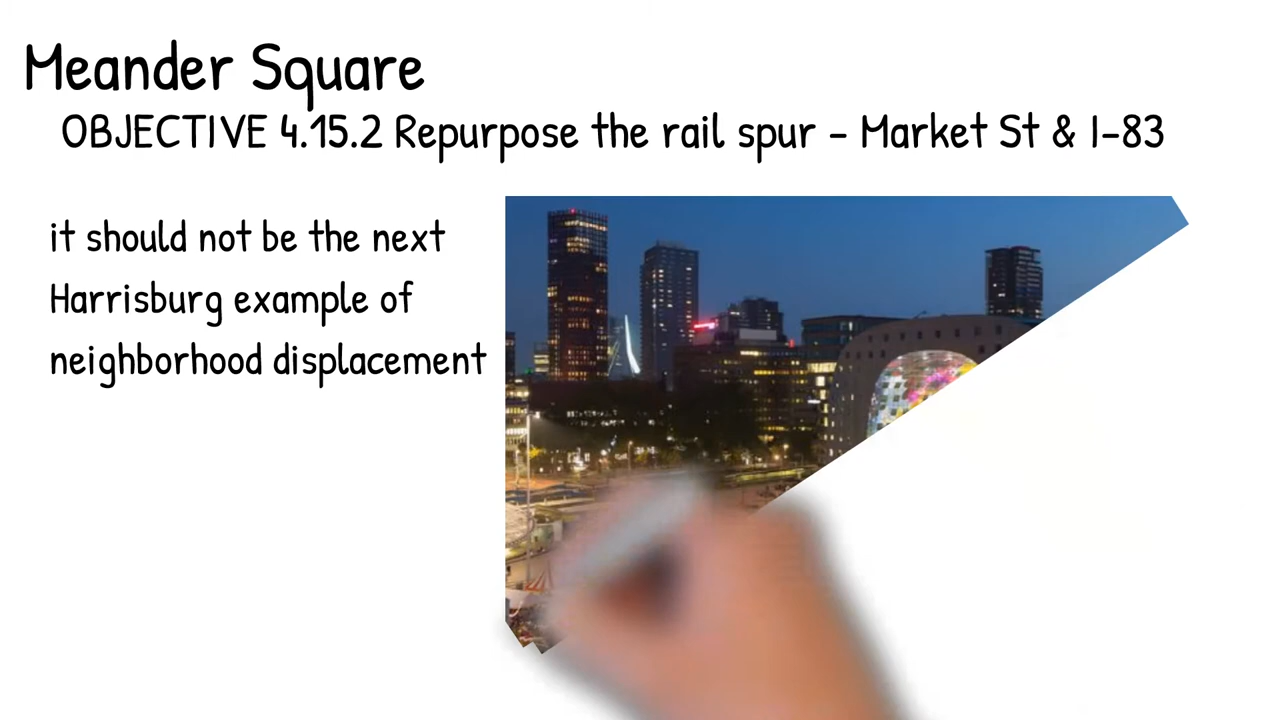 Meander Square
OBJECTIVE 4.15.2 Repurpose the rail spur - Market St & I-83
it should not be the next
Harrisburg example of
neighborhood displacement